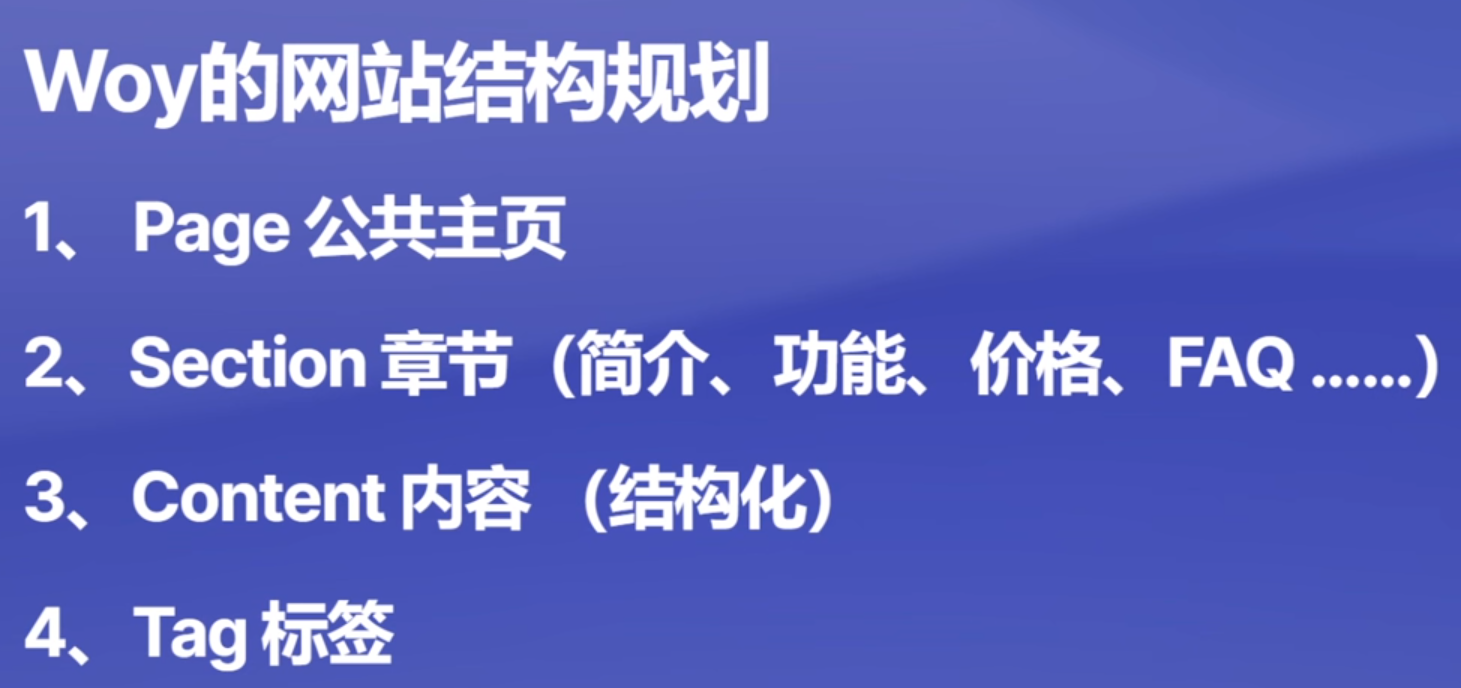 Woy的网站结构规划
1、 Page 公共主页
2、Section 章节（简介、功能、价格、FAQ ......）
3、Content 内容 （结构化）
4、Tag 标签